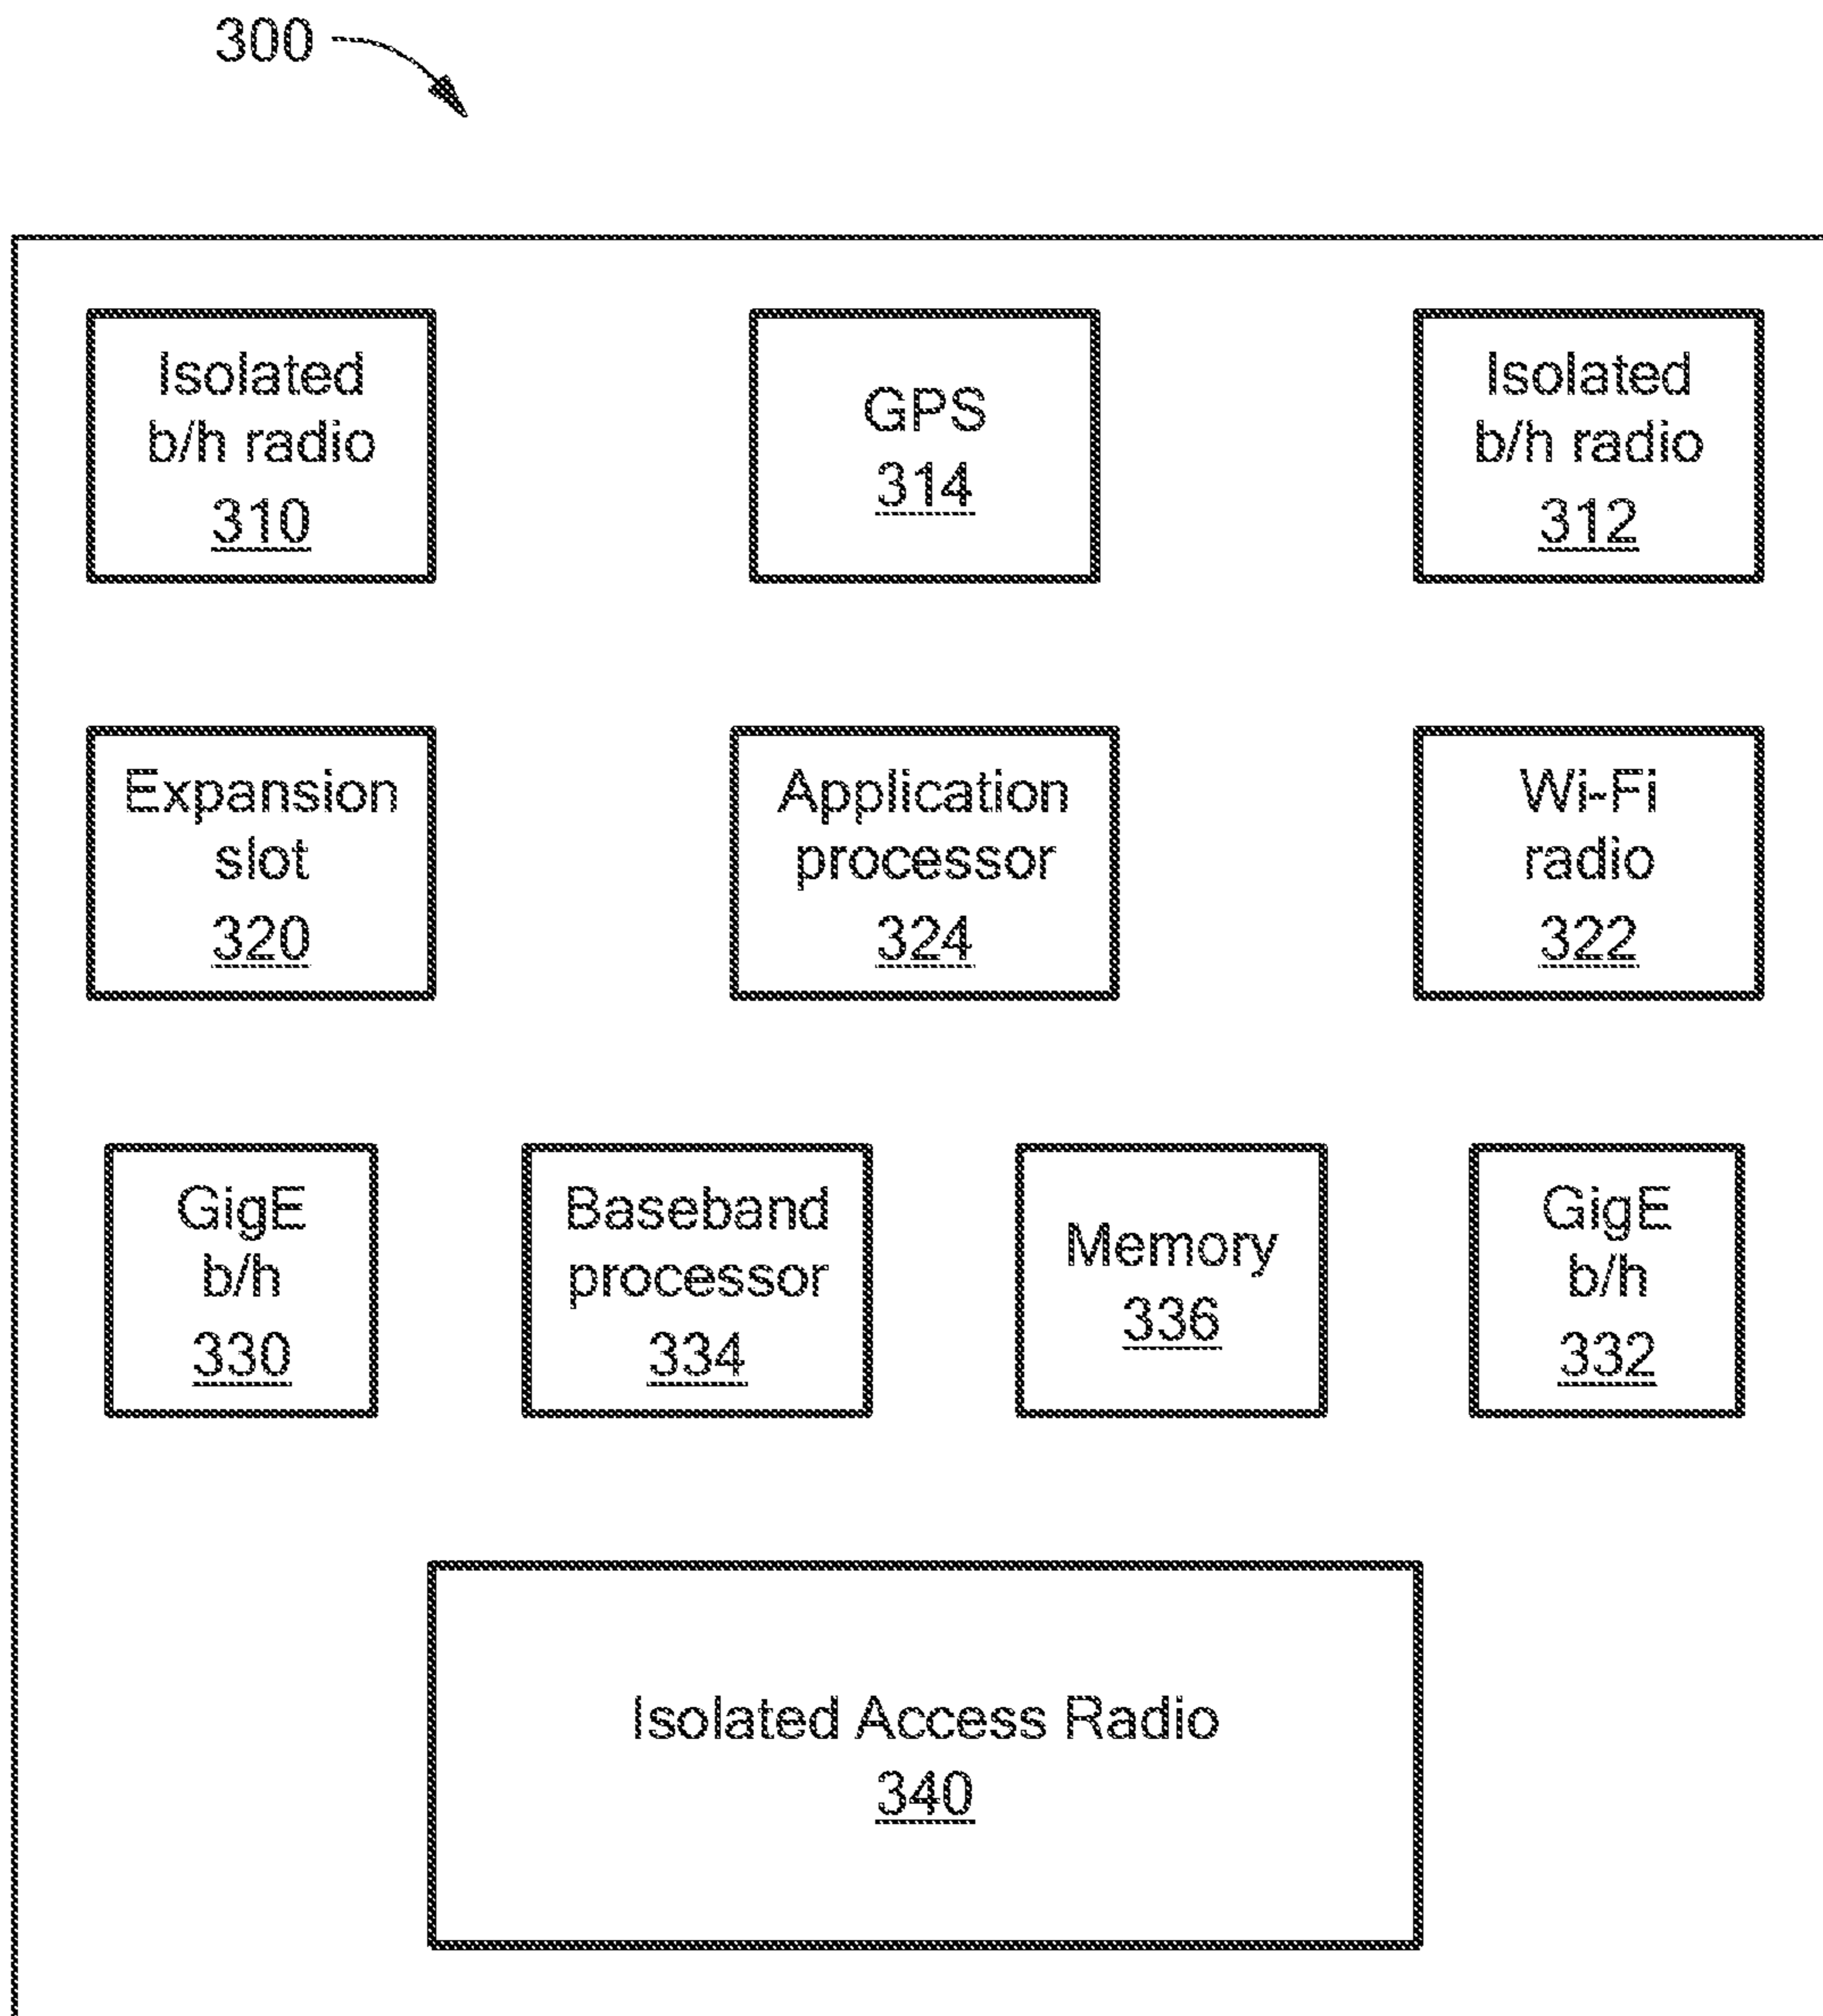 300
Isolated
b/h radio
310
GPS
314
Isolated
b/h radio
312
Expansion
slot
320
Application
processor
324
Wi-Fi
radio
322
GigE
b/h
330
Baseband
processor
334
Memory
336
GigE
b/h
332
Isolated Access Radio
340